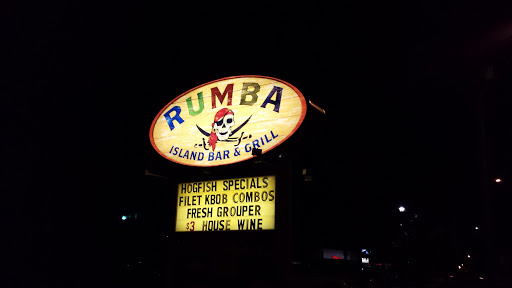 RUMBA
ISLAND BAR & GRILL
HOGFISH SPECIALS
FILET KBOB COMBOS
FRESH GROUPER
$3 HOUSE WINE